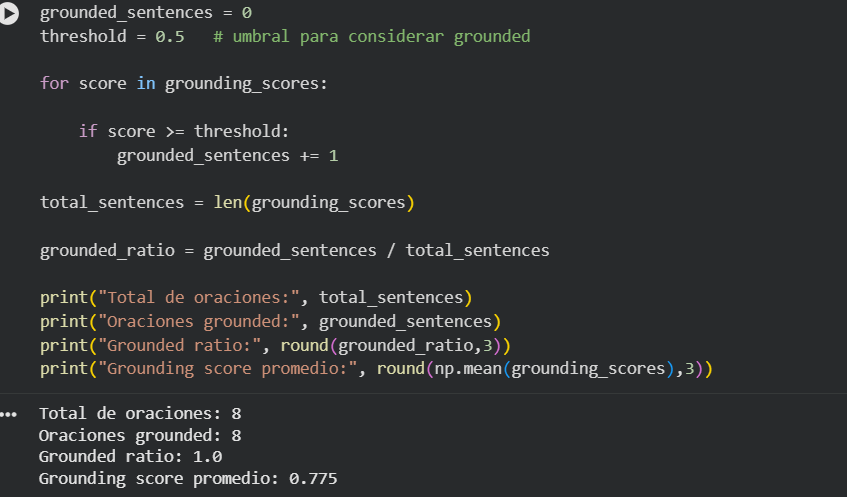 grounded_sentences = 0
threshold = 0.5   # umbral para considerar grounded
for score in grounding_scores:
    if score >= threshold:
        grounded_sentences += 1
total_sentences = len(grounding_scores)
grounded_ratio = grounded_sentences / total_sentences
print("Total de oraciones:", total_sentences)
print("Oraciones grounded:", grounded_sentences)
print("Grounded ratio:", round(grounded_ratio,3))
print("Grounding score promedio:", round(np.mean(grounding_scores),3))
Total de oraciones: 8
Oraciones grounded: 8
Grounded ratio: 1.0
Grounding score promedio: 0.775